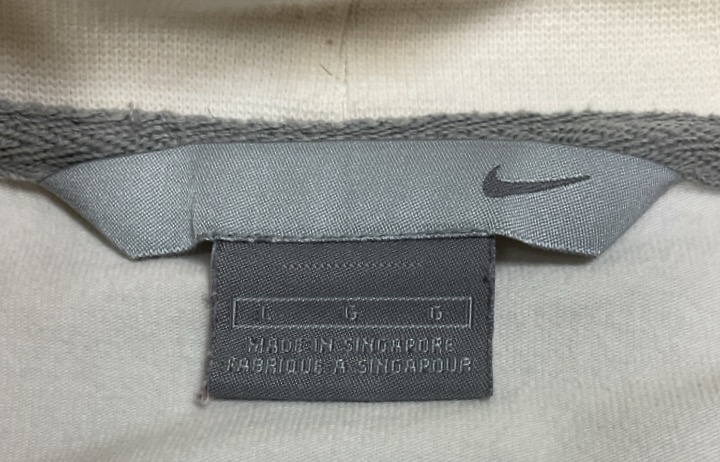 L G G
MADE IN SINGAPORE
FABRIQUE A SINGAPOUR